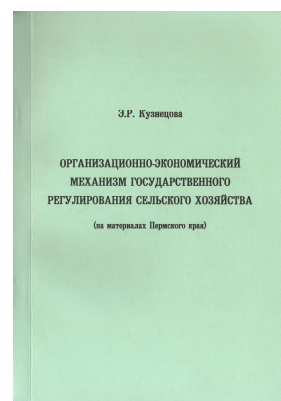 Э.Р. Кузнецова
ОРГАНИЗАЦИОННО-ЭКОНОМИЧЕСКИЙ
МЕХАНИЗМ ГОСУДАРСТВЕННОГО
РЕГУЛИРОВАНИЯ СЕЛЬСКОГО ХОЗЯЙСТВА
(на материалах Пермского края)